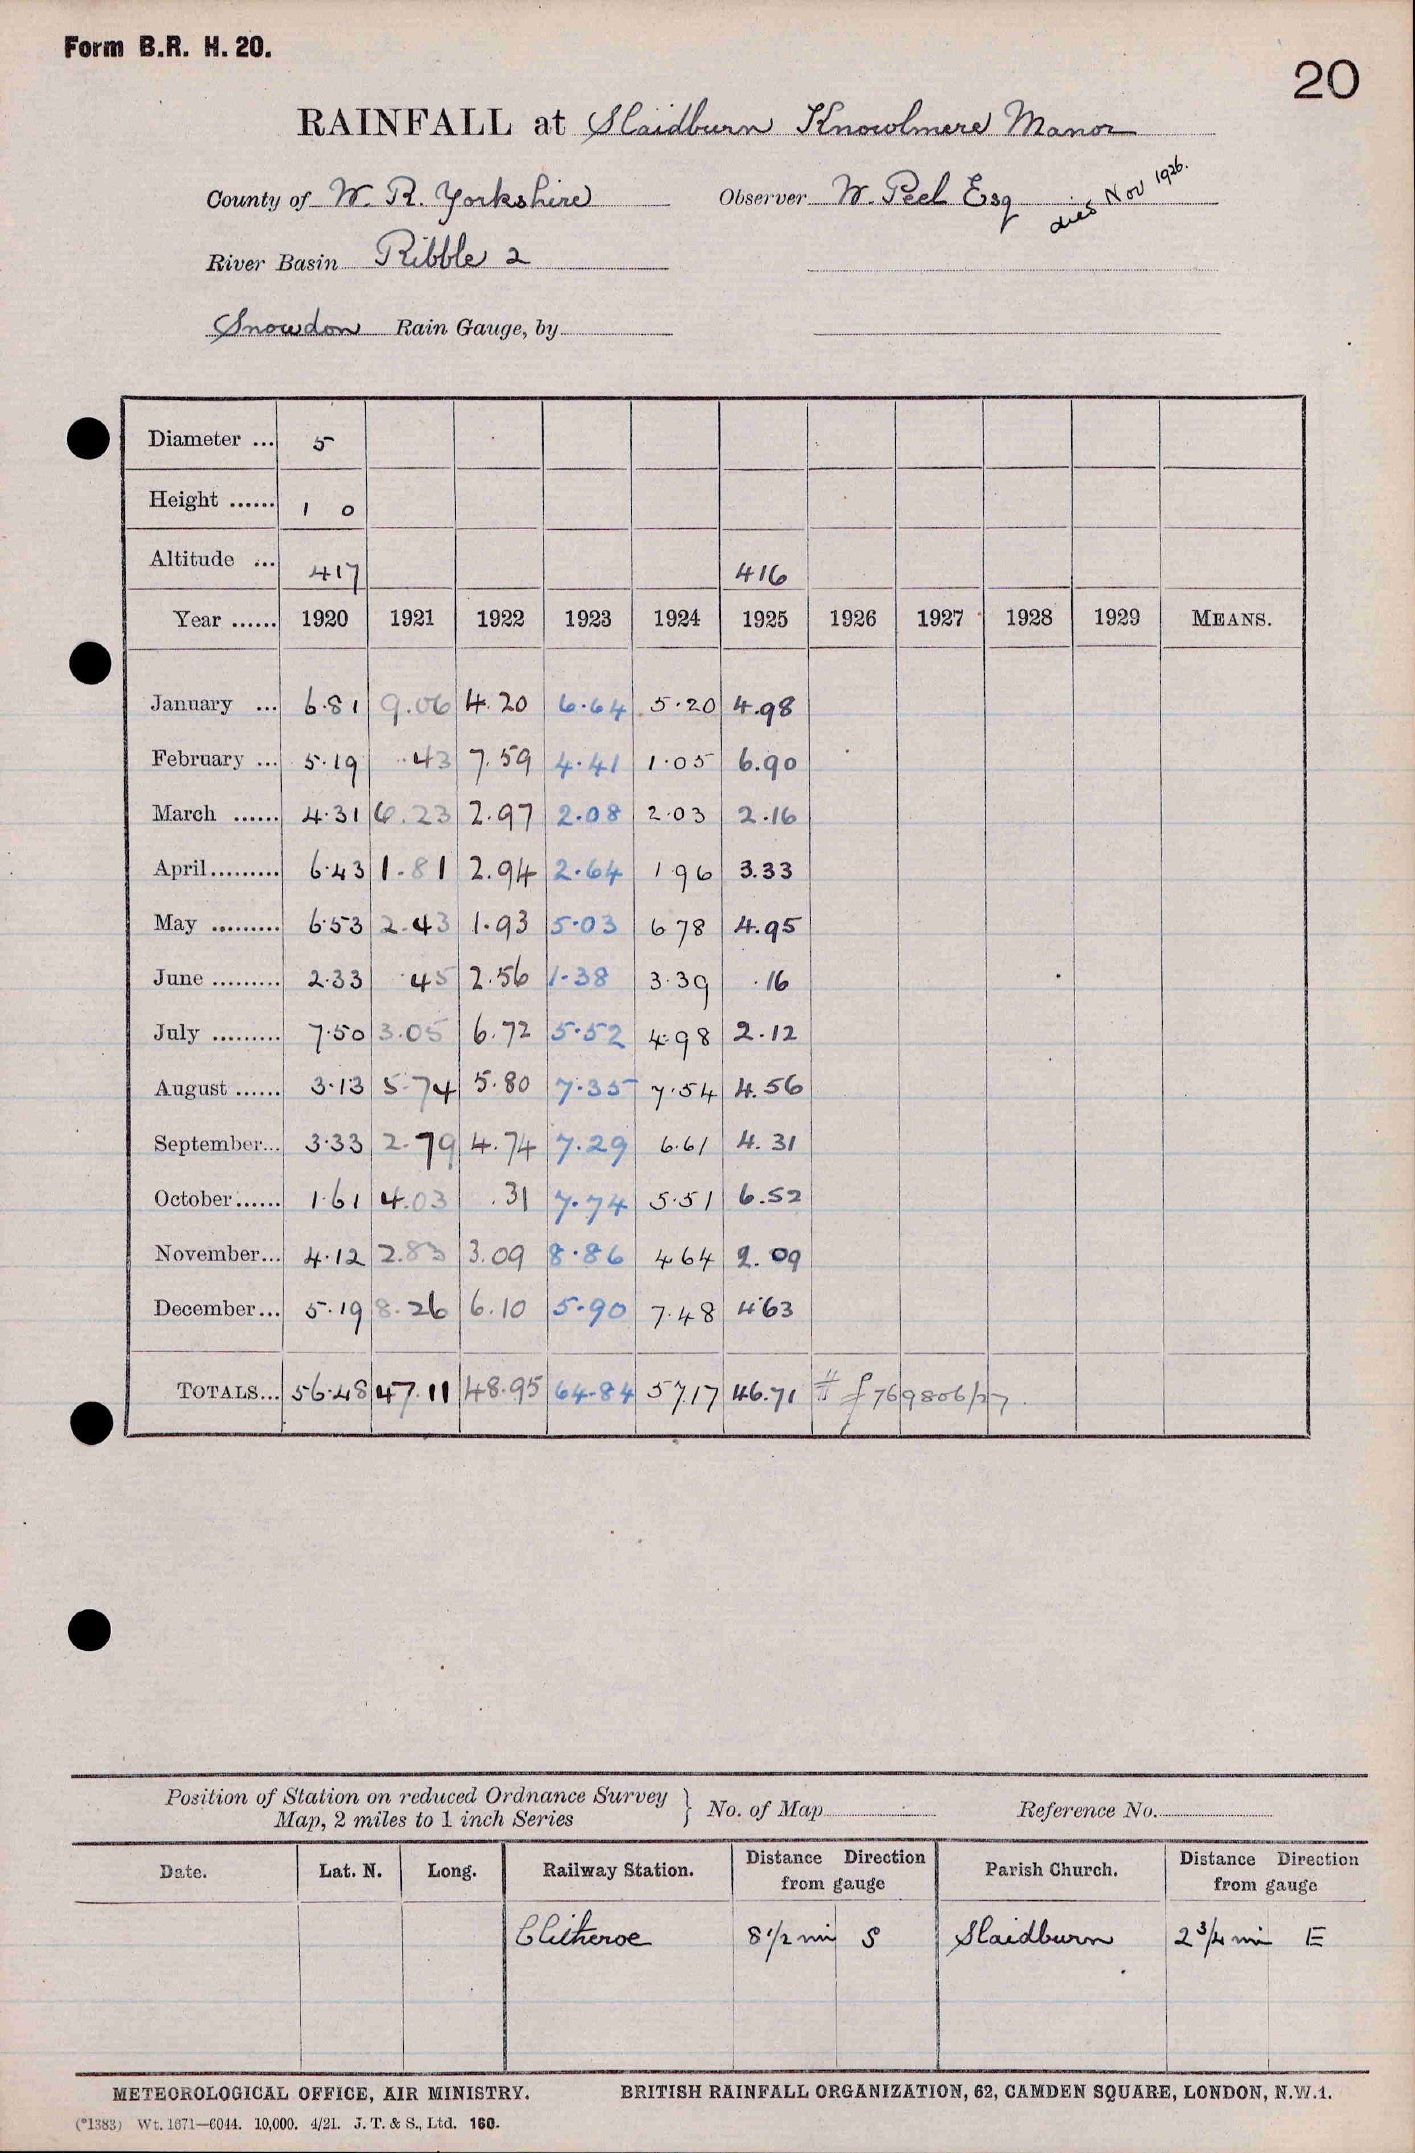 Form B.R. H. 20.
20
RAINFALL at Slaidburn Knowlmere Manor
County of W. R. Yorkshire Observer W. Peel Esq dies Nov 1926.
River Basin Ribble 2
Snowdon Rain Gauge, by
Diameter ... 5
Height ...... 1 0
Altitude ... 417 416
Year ...... 1920 1921 1922 1923 1924 1925 1926 1927 1928 1929 MEANS.
January ... 6.81 9.06 4.20 6.64 5.20 4.98
February ... 5.19 .43 7.59 4.41 1.05 6.90
March ...... 4.31 6.23 2.97 2.08 2.03 2.16
April......... 6.43 1.81 2.94 2.64 1 96 3.33
May ......... 6.53 2.43 1.93 5.03 6 78 4.95
June ......... 2.33 .45 2.56 1.38 3.39 .16
July ......... 7.50 3.05 6.72 5.52 4.98 2.12
August ...... 3.13 5.74 5.80 7.35 7.54 4.56
September... 3.33 2.79 4.74 7.29 6.61 4.31
October...... 1.61 4.03 .31 7.74 5.51 6.52
November... 4.12 2.83 3.09 8.86 4 64 2.09
December... 5.19 8.26 6.10 5.90 7.48 4.63
TOTALS... 56.48 47.11 48.95 64.84 57.17 46.71 # f 769806/27
Position of Station on reduced Ordnance Survey
Map, 2 miles to 1 inch Series } No. of Map Reference No.
Date. Lat. N. Long. Railway Station. Distance Direction from gauge Parish Church. Distance Direction from gauge
Clitheroe 8 1/2 mi S Slaidburn 2 3/4 mi E
METEOROLOGICAL OFFICE, AIR MINISTRY. BRITISH RAINFALL ORGANIZATION, 62, CAMDEN SQUARE, LONDON, N.W.1.
(*1383) Wt. 1671—6044. 10,000. 4/21. J. T. & S., Ltd. 160.